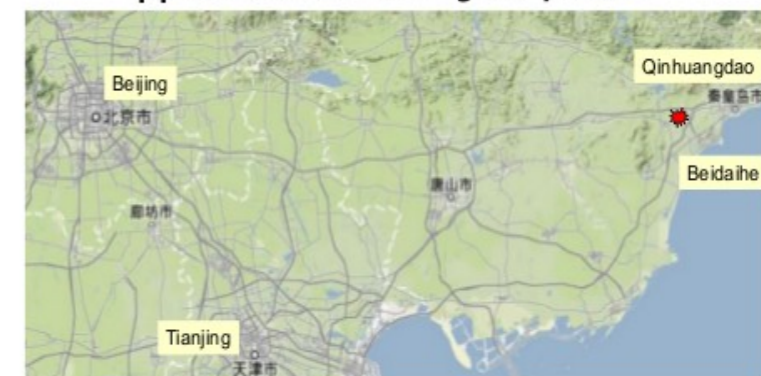 Qinhuangdao
Beijing
秦皇岛市
北京市
Beidaihe
唐山市
廊坊市
Tianjing
天津市